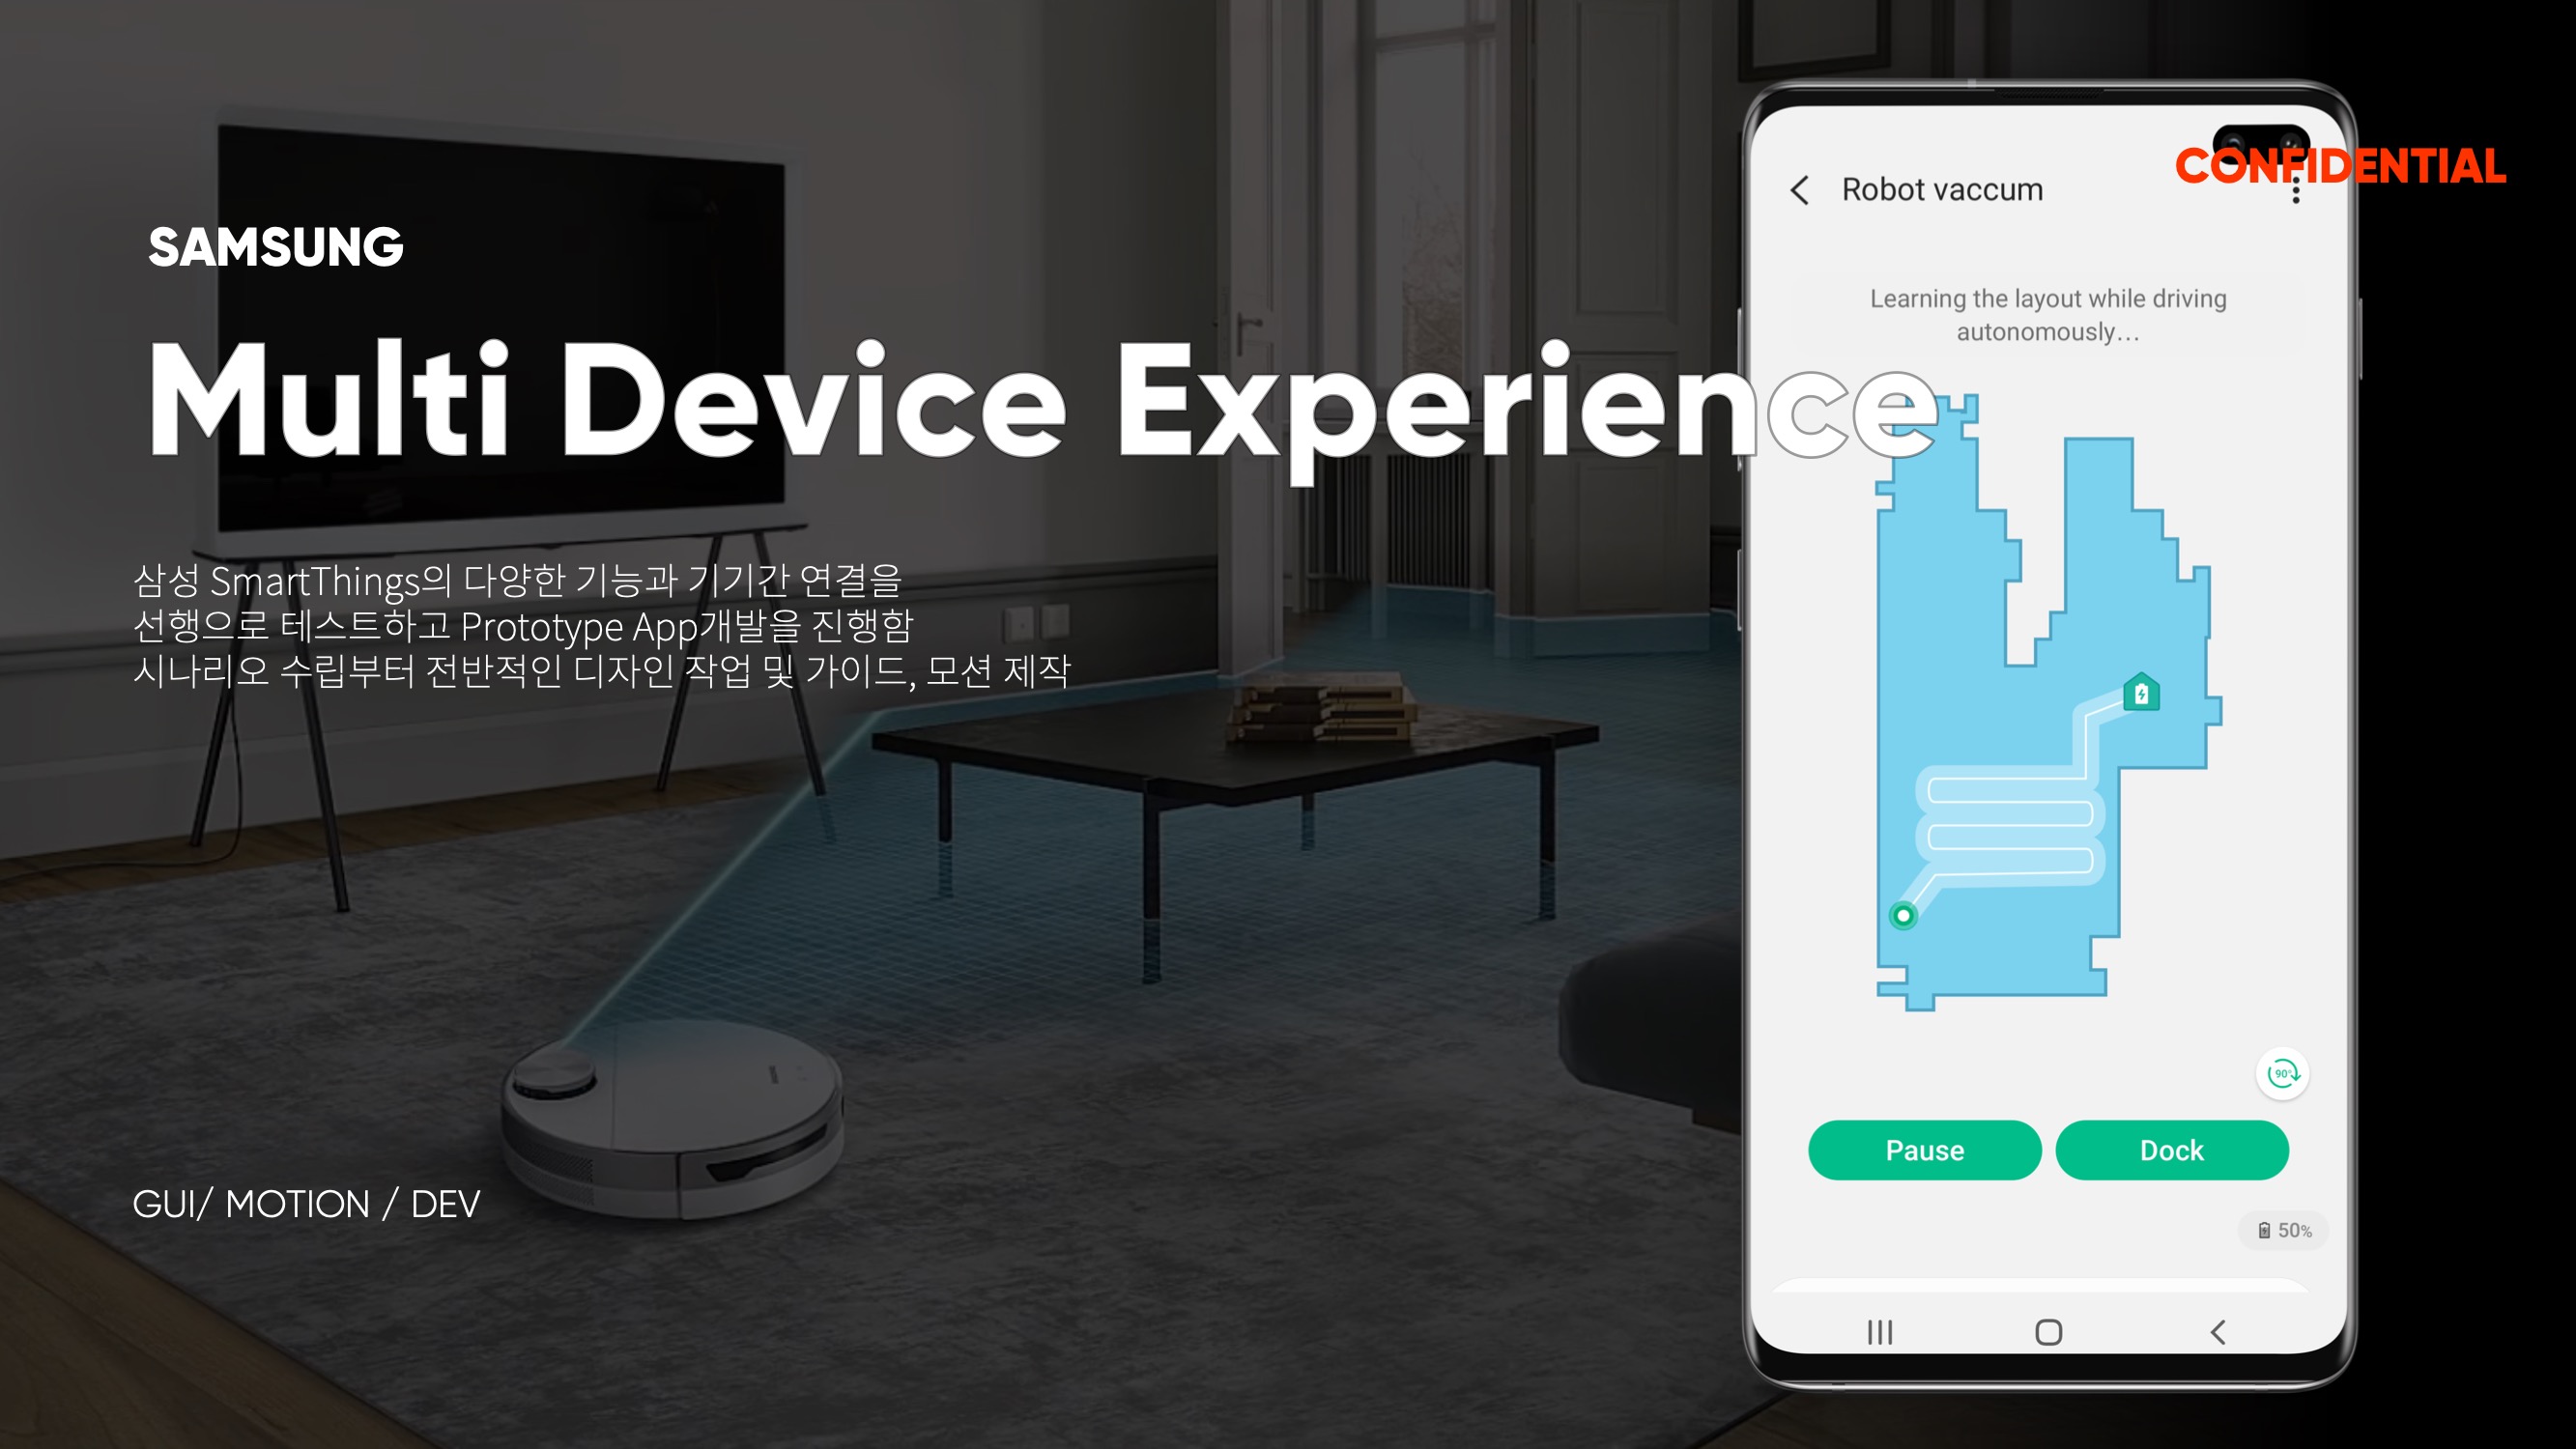 CONFIDENTIAL
SAMSUNG
Multi Device Experience
삼성 SmartThings의 다양한 기능과 기기간 연결을
선행으로 테스트하고 Prototype App개발을 진행함
시나리오 수립부터 전반적인 디자인 작업 및 가이드, 모션 제작
GUI/ MOTION / DEV
Robot vaccum
Learning the layout while driving
autonomously...
90°
Pause
Dock
50%